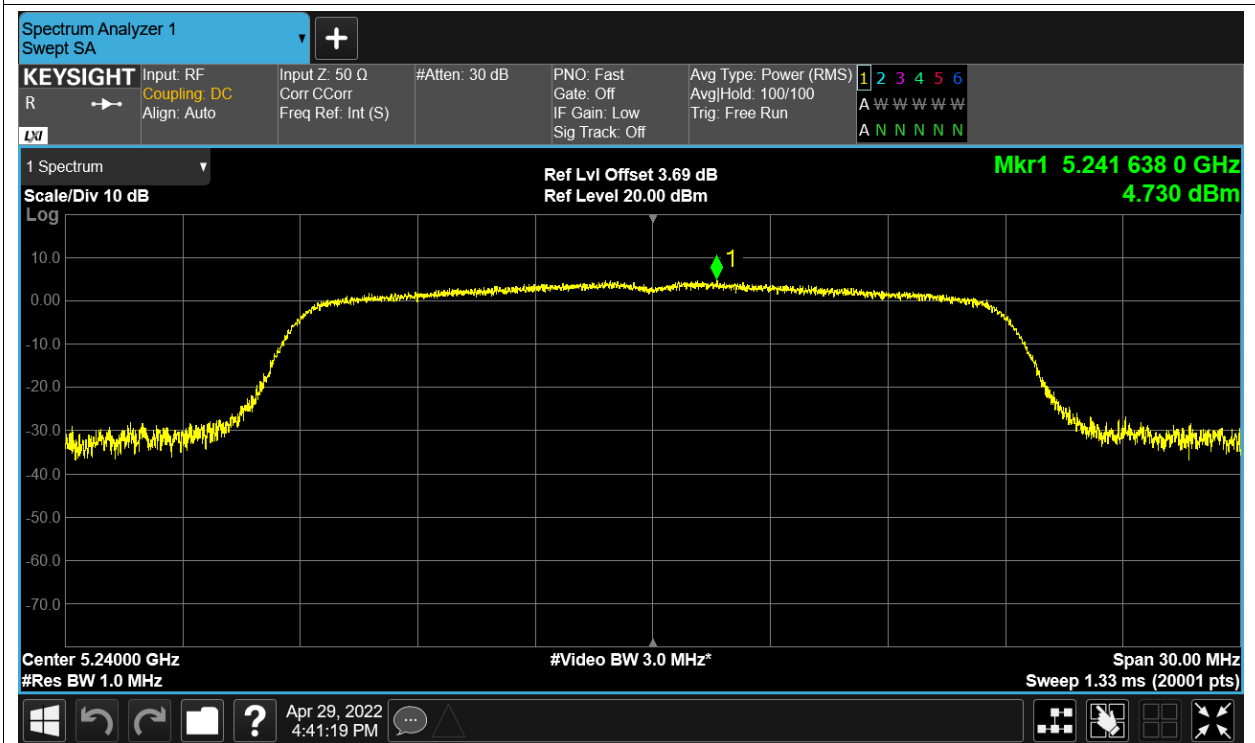 Spectrum Analyzer 1
Swept SA
KEYSIGHT
R
LXI
Input: RF
Coupling: DC
Align: Auto
Input Z: 50 Ω
Corr CCorr
Freq Ref: Int (S)
#Atten: 30 dB
PNO: Fast
Gate: Off
IF Gain: Low
Sig Track: Off
Avg Type: Power (RMS)
Avg|Hold: 100/100
Trig: Free Run
1 2 3 4 5 6
A W W W W W
A N N N N N
1 Spectrum
Scale/Div 10 dB
Log
Ref Lvl Offset 3.69 dB
Ref Level 20.00 dBm
Mkr1 5.241 638 0 GHz
4.730 dBm
1
10.0
0.00
-10.0
-20.0
-30.0
-40.0
-50.0
-60.0
-70.0
Center 5.24000 GHz
#Res BW 1.0 MHz
#Video BW 3.0 MHz*
Span 30.00 MHz
Sweep 1.33 ms (20001 pts)
?
Apr 29, 2022
4:41:19 PM